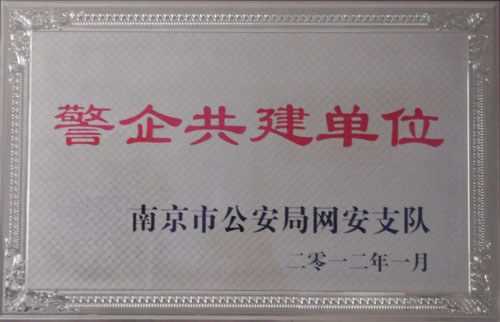 警企共建单位
南京市公安局网安支队
二零一二年一月